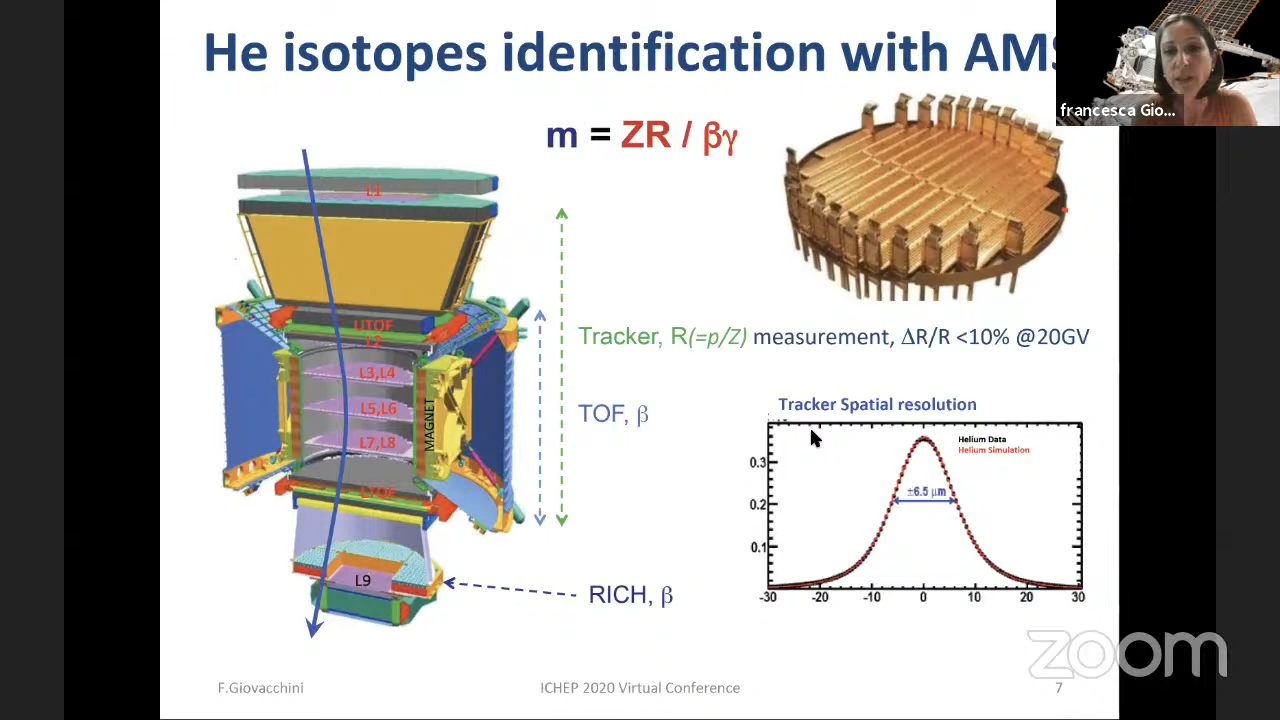 He isotopes identification with AMS
francesca Gio...
m = ZR / βγ
L1
UTOF
L2
L3,L4
L5,L6
L7,L8
MAGNET
LTOF
L9
Tracker, R(=p/Z) measurement, ΔR/R <10% @20GV
TOF, β
RICH, β
Tracker Spatial resolution
Helium Data
Helium Simulation
±6.5 μm
0.3
0.2
0.1
-30 -20 -10 0 10 20 30
zoom
F.Giovacchini ICHEP 2020 Virtual Conference 7